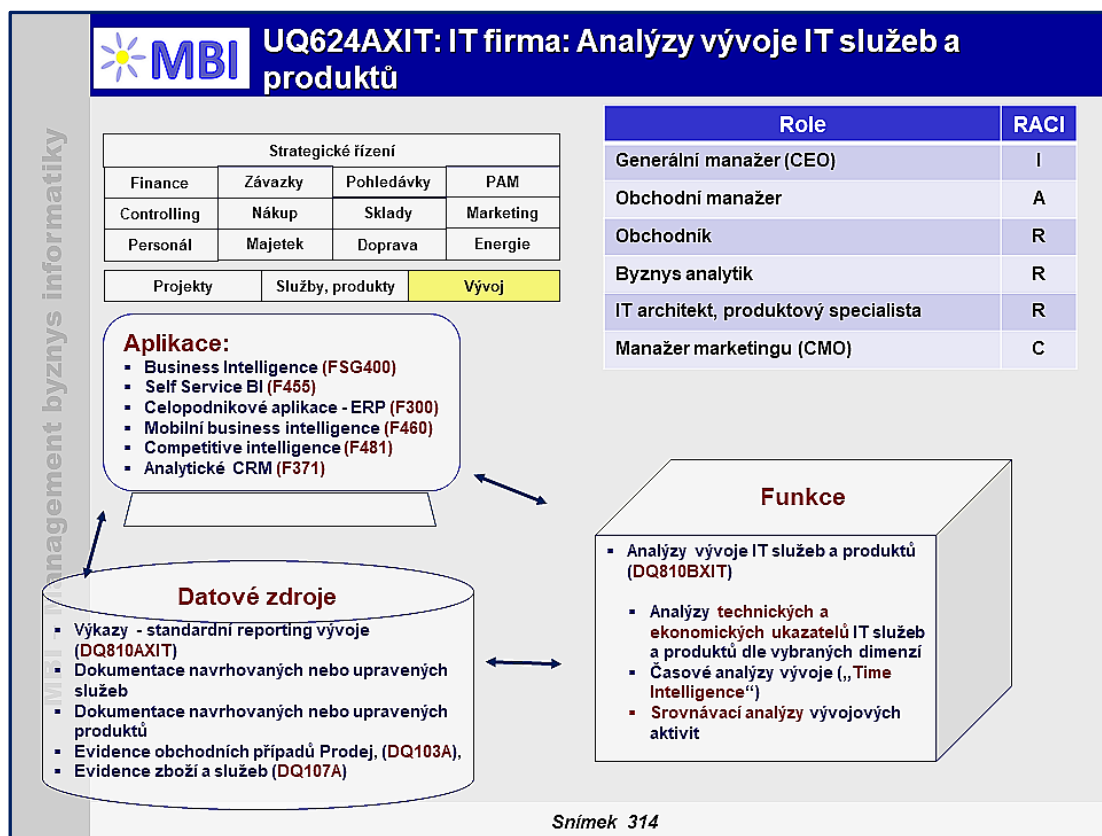 MBI
UQ624AXIT: IT firma: Analýzy vývoje IT služeb a
produktů
MBI - Management byznys informatiky
Strategické řízení
Finance Závazky Pohledávky PAM
Controlling Nákup Sklady Marketing
Personál Majetek Doprava Energie
Projekty Služby, produkty Vývoj
Role RACI
Generální manažer (CEO) I
Obchodní manažer A
Obchodník R
Byznys analytik R
IT architekt, produktový specialista R
Manažer marketingu (CMO) C
Aplikace:
▪ Business Intelligence (FSG400)
▪ Self Service BI (F455)
▪ Celopodnikové aplikace - ERP (F300)
▪ Mobilní business intelligence (F460)
▪ Competitive intelligence (F481)
▪ Analytické CRM (F371)
Datové zdroje
▪ Výkazy - standardní reporting vývoje
(DQ810AXIT)
▪ Dokumentace navrhovaných nebo upravených
služeb
▪ Dokumentace navrhovaných nebo upravených
produktů
▪ Evidence obchodních případů Prodej, (DQ103A),
▪ Evidence zboží a služeb (DQ107A)
Funkce
▪ Analýzy vývoje IT služeb a produktů
(DQ810BXIT)
▪ Analýzy technických a
ekonomických ukazatelů IT služeb
a produktů dle vybraných dimenzí
▪ Časové analýzy vývoje („Time
Intelligence“)
▪ Srovnávací analýzy vývojových
aktivit
Snímek 314